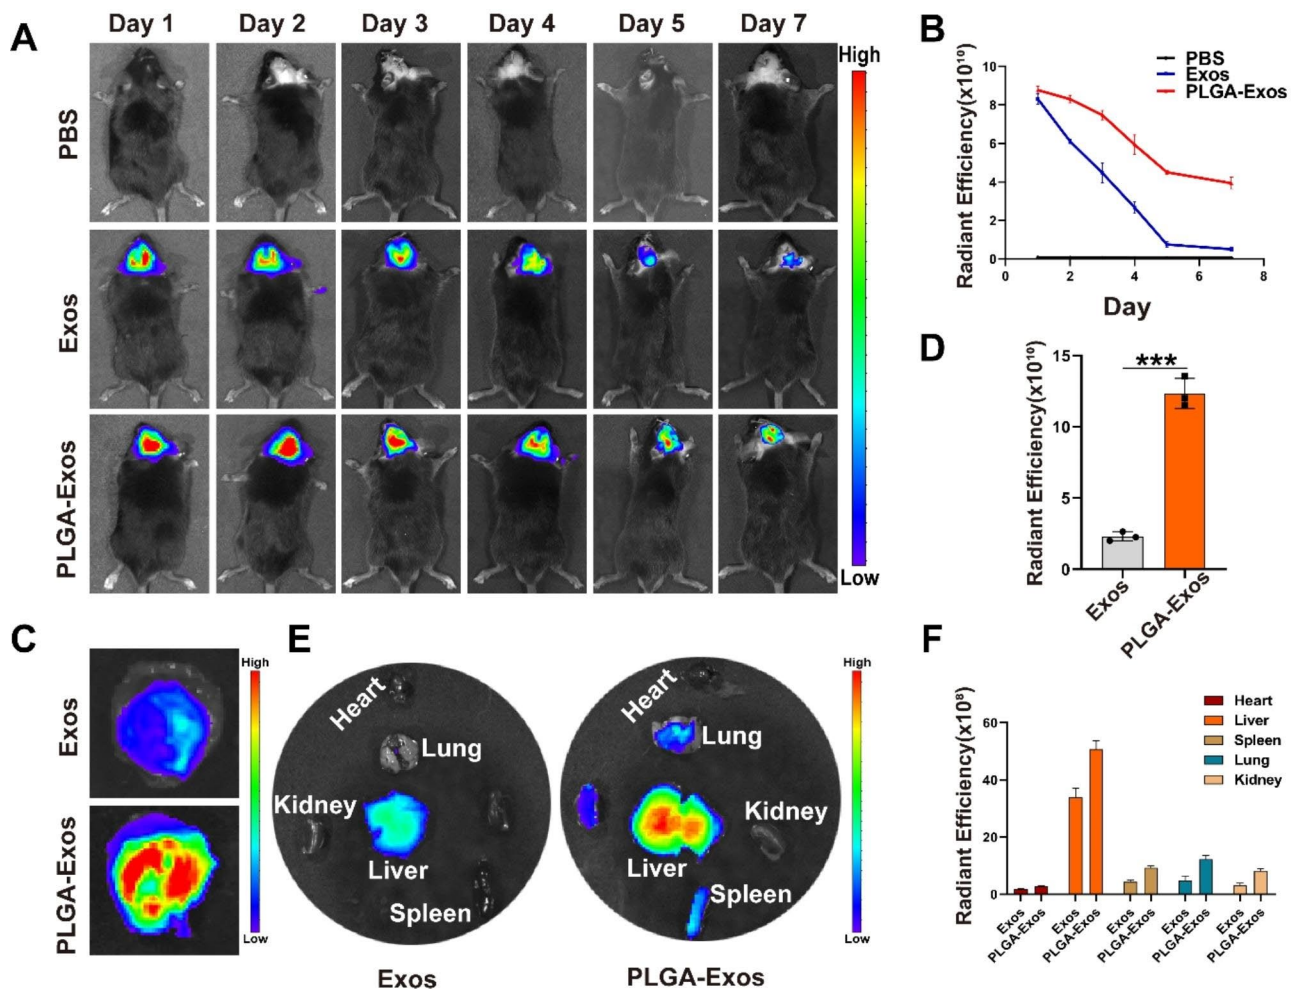 A
Day 1 Day 2 Day 3 Day 4 Day 5 Day 7
PBS
Exos
PLGA-Exos
High
Low
B
PBS
Exos
PLGA-Exos
Radiant Efficiency(x10¹⁰)
10
8
6
4
2
0
0 2 4 6 8
Day
D
Radiant Efficiency(x10¹⁰)
15
10
5
0
***
Exos
PLGA-Exos
C
Exos
PLGA-Exos
High
Low
E
Heart
Lung
Kidney
Liver
Spleen
Exos
Heart
Lung
Kidney
Liver
Spleen
PLGA-Exos
High
Low
F
Radiant Efficiency(x10⁸)
60
40
20
0
Heart
Liver
Spleen
Lung
Kidney
Exos
PLGA-Exos
Exos
PLGA-Exos
Exos
PLGA-Exos
Exos
PLGA-Exos
Exos
PLGA-Exos